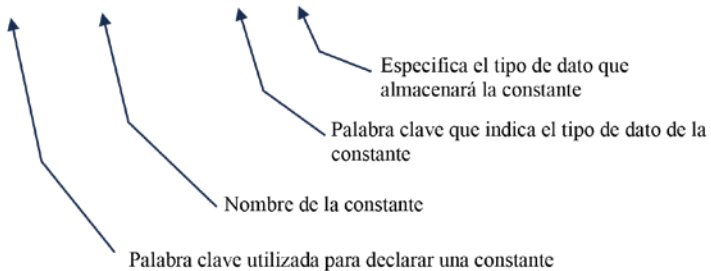 Especifica el tipo de dato que
almacenará la constante
Palabra clave que indica el tipo de dato de la
constante
Nombre de la constante
Palabra clave utilizada para declarar una constante